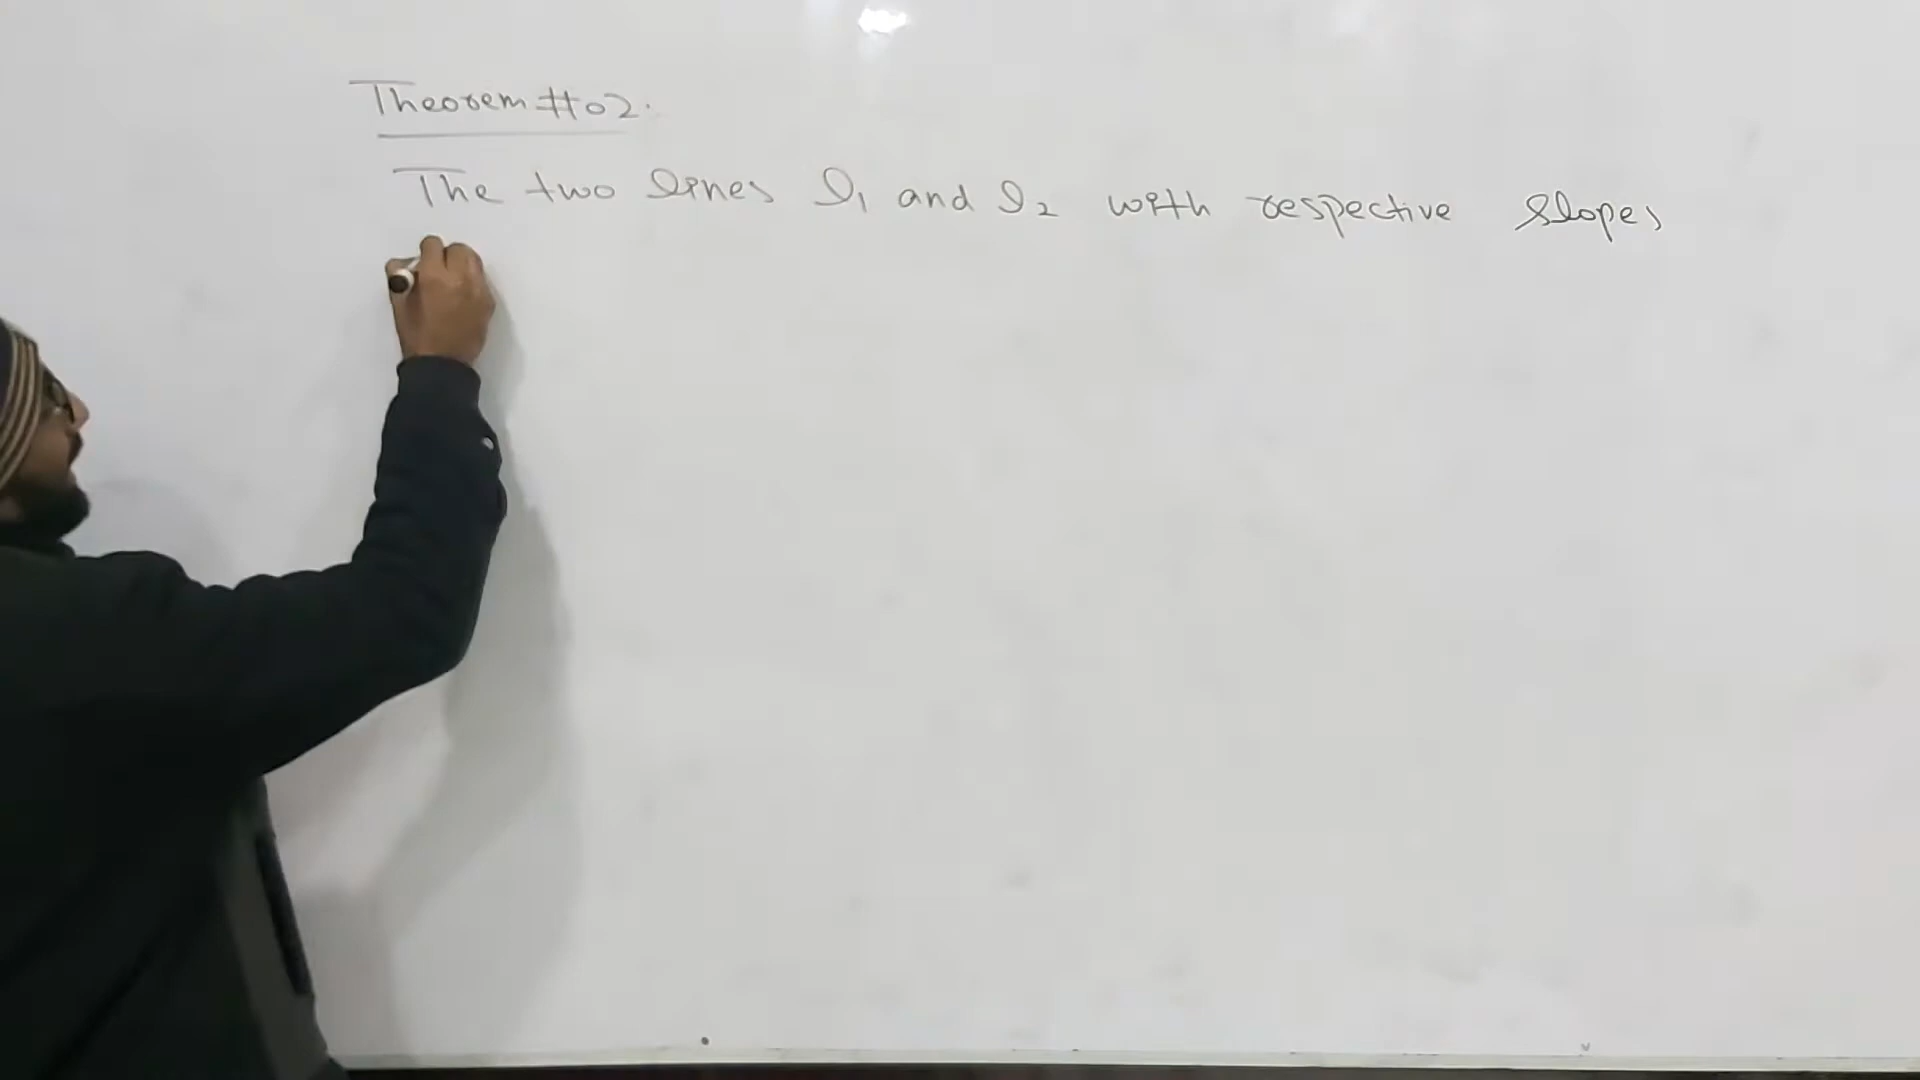 Theorem #02.
The two lines l₁ and l₂ with respective slopes